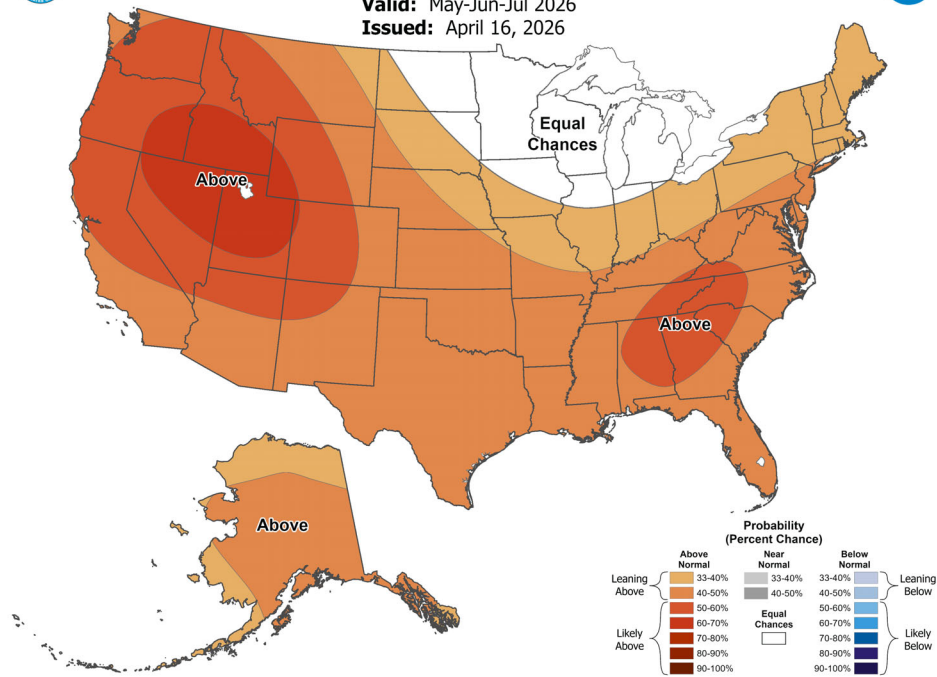 Valid: May-Jun-Jul 2026
Issued: April 16, 2026
Equal
Chances
Above
Above
Above
Probability
(Percent Chance)
Above
Normal
Near
Normal
Below
Normal
Leaning
Above
33-40%
40-50%
50-60%
60-70%
70-80%
80-90%
90-100%
Likely
Above
33-40%
40-50%
Equal
Chances
33-40%
40-50%
50-60%
60-70%
70-80%
80-90%
90-100%
Leaning
Below
Likely
Below